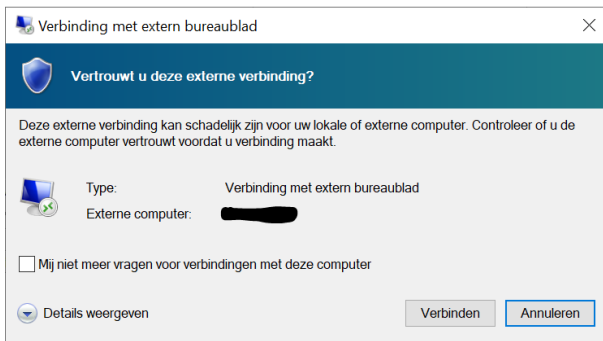 Verbinding met extern bureaublad
Vertrouwt u deze externe verbinding?
Deze externe verbinding kan schadelijk zijn voor uw lokale of externe computer. Controleer of u de
externe computer vertrouwt voordat u verbinding maakt.
Type: Verbinding met extern bureaublad
Externe computer:
Mij niet meer vragen voor verbindingen met deze computer
Details weergeven Verbinden Annuleren